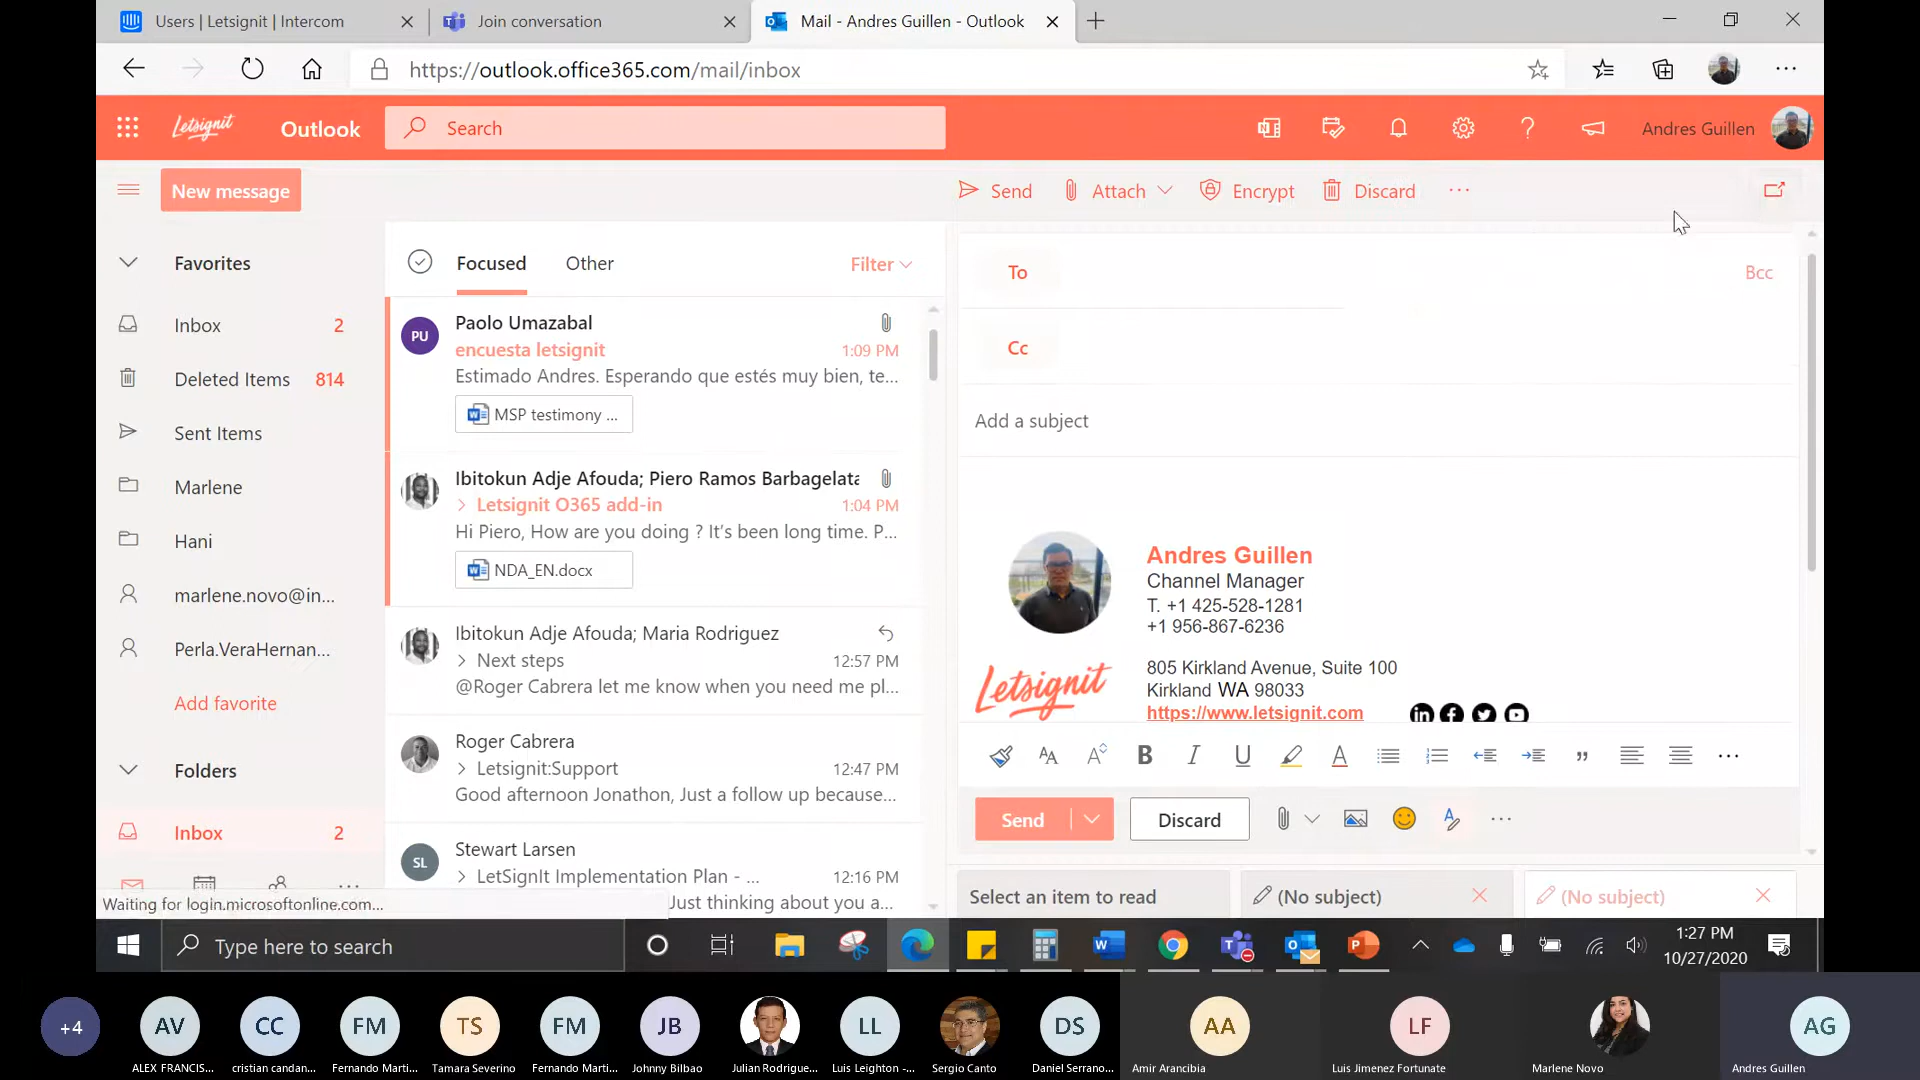 Users | Letsignit | Intercom
Join conversation
Mail - Andres Guillen - Outlook
https://outlook.office365.com/mail/inbox
Letsignit
Outlook
Search
Andres Guillen
New message
Send
Attach
Encrypt
Discard
Favorites
Inbox 2
Deleted Items 814
Sent Items
Marlene
Hani
marlene.novo@in...
Perla.VeraHernan...
Add favorite
Folders
Inbox 2
Waiting for login.microsoftonline.com...
Focused
Other
Filter
PU
Paolo Umazabal
encuesta letsignit 1:09 PM
Estimado Andres. Esperando que estés muy bien, te...
MSP testimony ...
Ibitokun Adje Afouda; Piero Ramos Barbagelata
> Letsignit O365 add-in 1:04 PM
Hi Piero, How are you doing ? It's been long time. P...
NDA_EN.docx
Ibitokun Adje Afouda; Maria Rodriguez
> Next steps 12:57 PM
@Roger Cabrera let me know when you need me pl...
Roger Cabrera
> Letsignit:Support 12:47 PM
Good afternoon Jonathon, Just a follow up because...
SL
Stewart Larsen
> LetSignIt Implementation Plan - ... 12:16 PM
Just thinking about you a...
To
Bcc
Cc
Add a subject
Andres Guillen
Channel Manager
T. +1 425-528-1281
+1 956-867-6236
Letsignit
805 Kirkland Avenue, Suite 100
Kirkland WA 98033
https://www.letsignit.com
Send
Discard
Select an item to read
(No subject)
(No subject)
Type here to search
1:27 PM
10/27/2020
+4
AV
CC
FM
TS
FM
JB
LL
DS
AA
LF
AG
ALEX FRANCIS...
cristian candan...
Fernando Marti...
Tamara Severino
Fernando Marti...
Johnny Bilbao
Julian Rodrigue...
Luis Leighton -...
Sergio Canto
Daniel Serrano...
Amir Arancibia
Luis Jimenez Fortunate
Marlene Novo
Andres Guillen